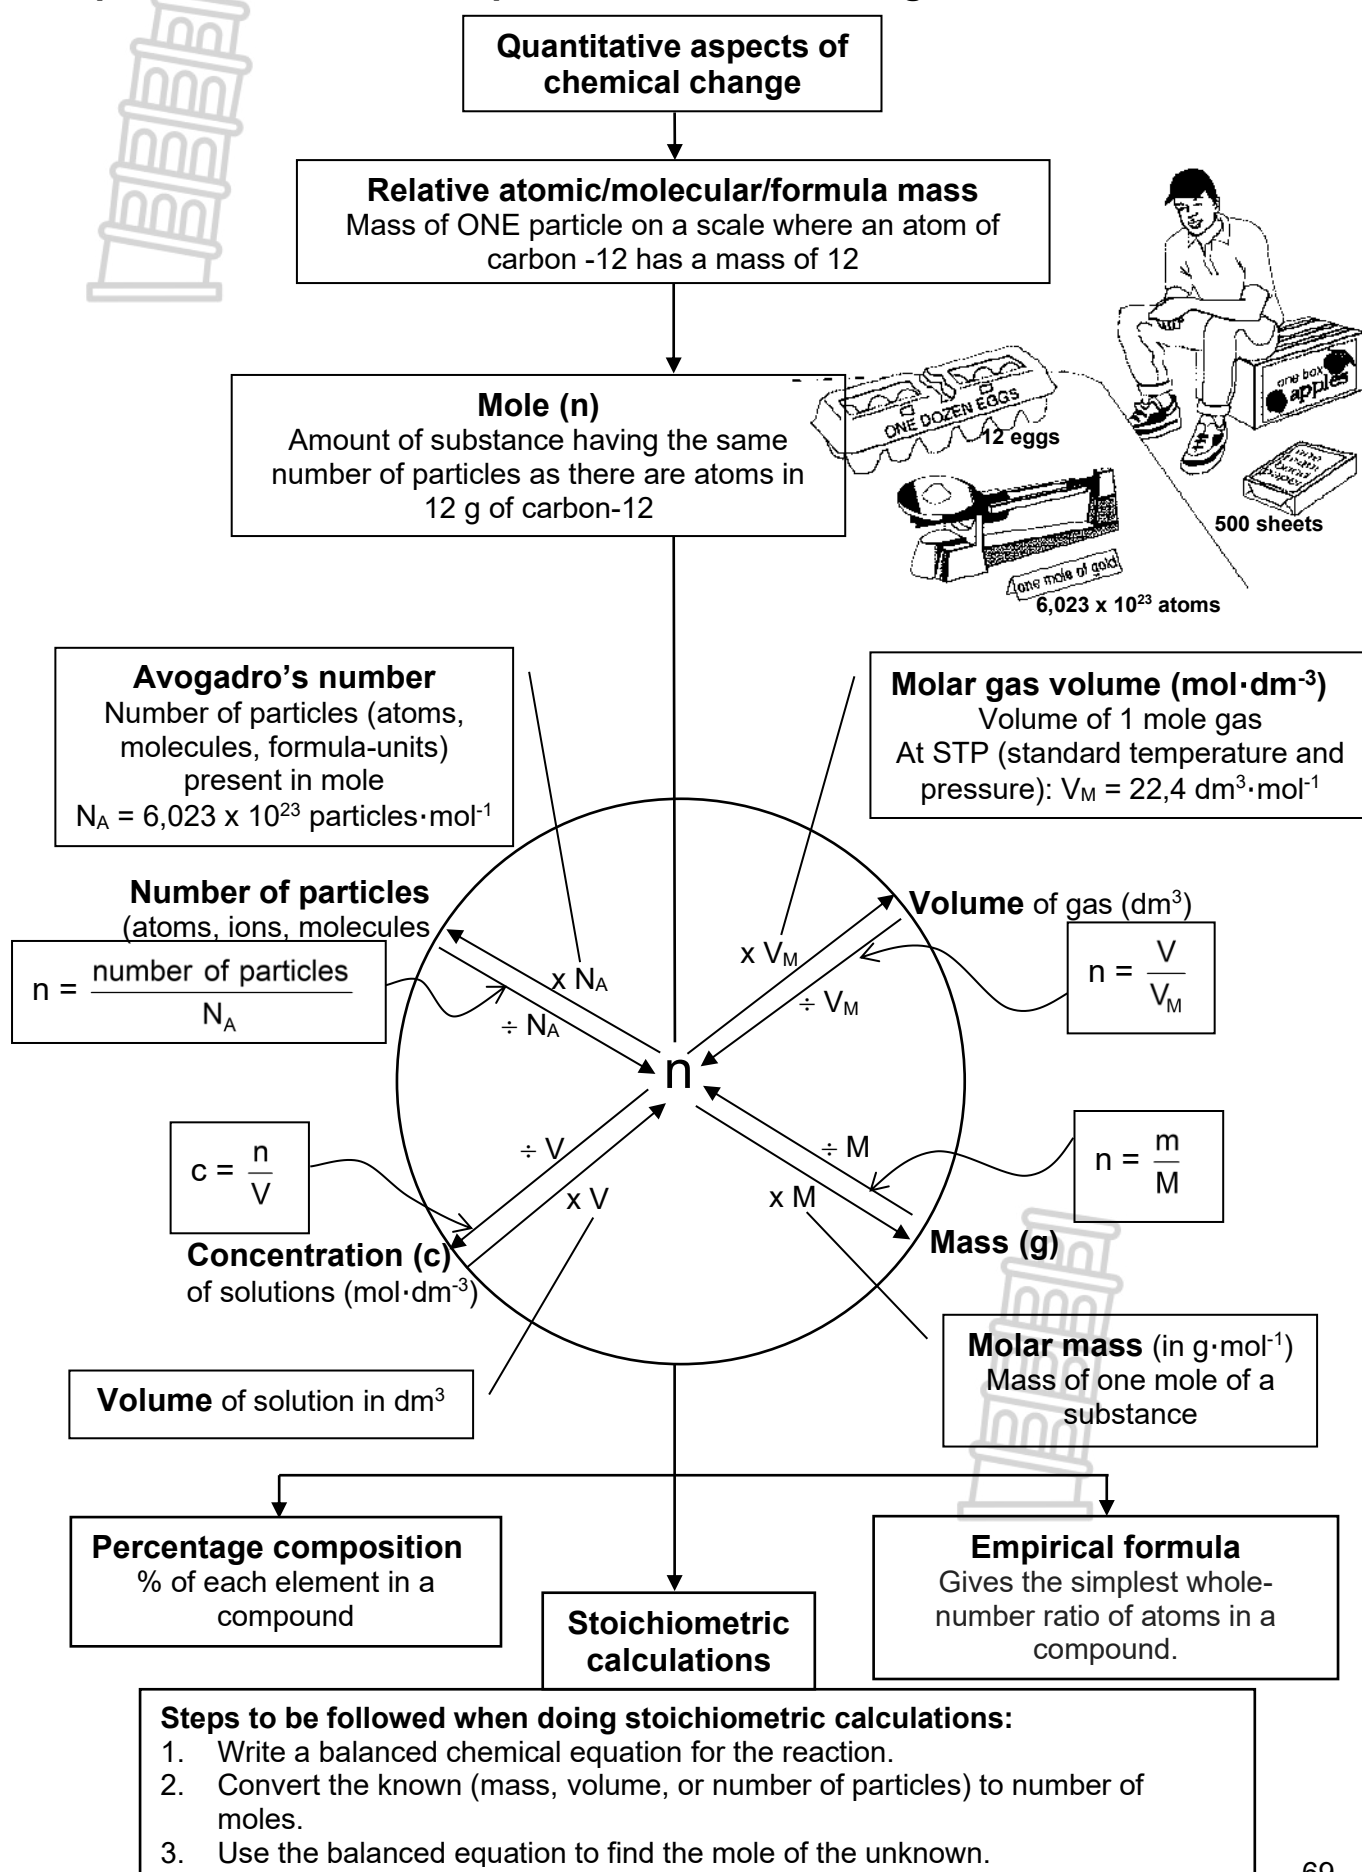 Quantitative aspects of
chemical change
Relative atomic/molecular/formula mass
Mass of ONE particle on a scale where an atom of
carbon -12 has a mass of 12
Mole (n)
Amount of substance having the same
number of particles as there are atoms in
12 g of carbon-12
one box
apples
ONE DOZEN EGGS
12 eggs
500 sheets
one mole of gold
6,023 x 10²³ atoms
Avogadro's number
Number of particles (atoms,
molecules, formula-units)
present in mole
N_A = 6,023 x 10²³ particles·mol⁻¹
Molar gas volume (mol·dm⁻³)
Volume of 1 mole gas
At STP (standard temperature and
pressure): V_M = 22,4 dm³·mol⁻¹
Number of particles
(atoms, ions, molecules
n = number of particles / N_A
x N_A
÷ N_A
Volume of gas (dm³)
n = V / V_M
x V_M
÷ V_M
n
c = n / V
÷ V
x V
Concentration (c)
of solutions (mol·dm⁻³)
÷ M
x M
n = m / M
Mass (g)
Molar mass (in g·mol⁻¹)
Mass of one mole of a
substance
Volume of solution in dm³
Percentage composition
% of each element in a
compound
Stoichiometric
calculations
Empirical formula
Gives the simplest whole-
number ratio of atoms in a
compound.
Steps to be followed when doing stoichiometric calculations:
1. Write a balanced chemical equation for the reaction.
2. Convert the known (mass, volume, or number of particles) to number of
moles.
3. Use the balanced equation to find the mole of the unknown.